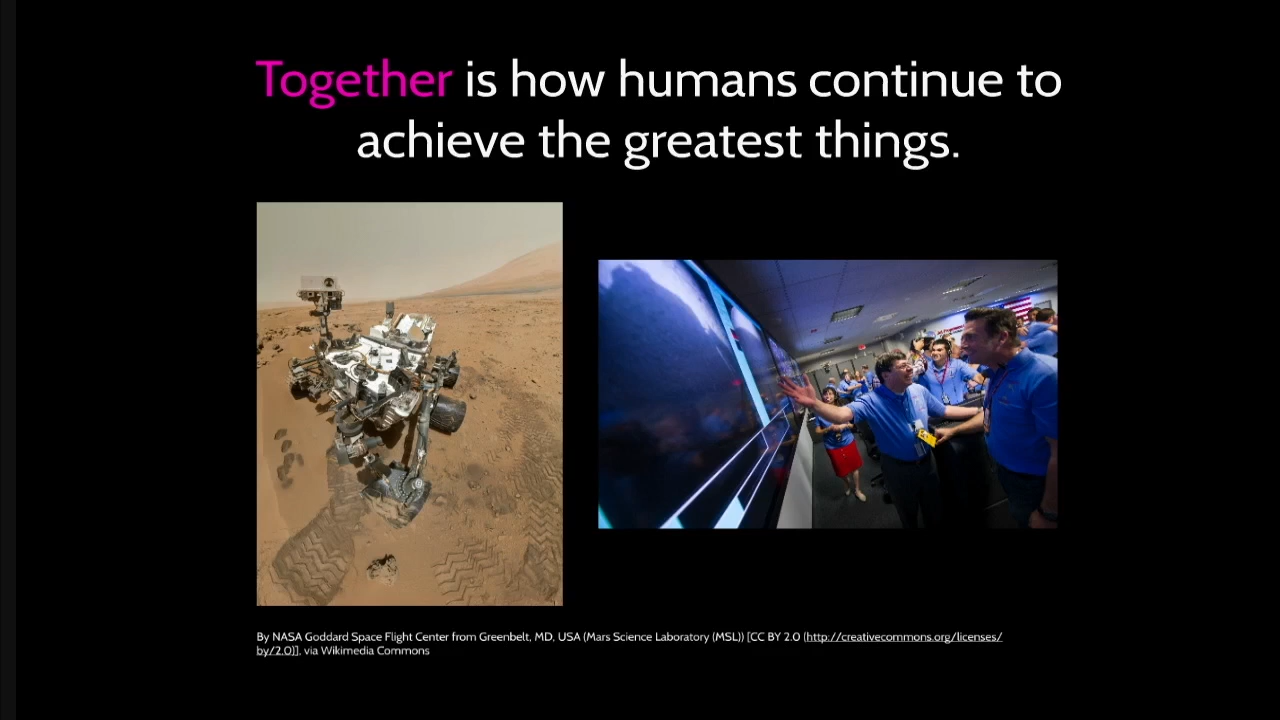 Together is how humans continue to
achieve the greatest things.
By NASA Goddard Space Flight Center from Greenbelt, MD, USA (Mars Science Laboratory (MSL)) [CC BY 2.0 (http://creativecommons.org/licenses/
by/2.0)], via Wikimedia Commons